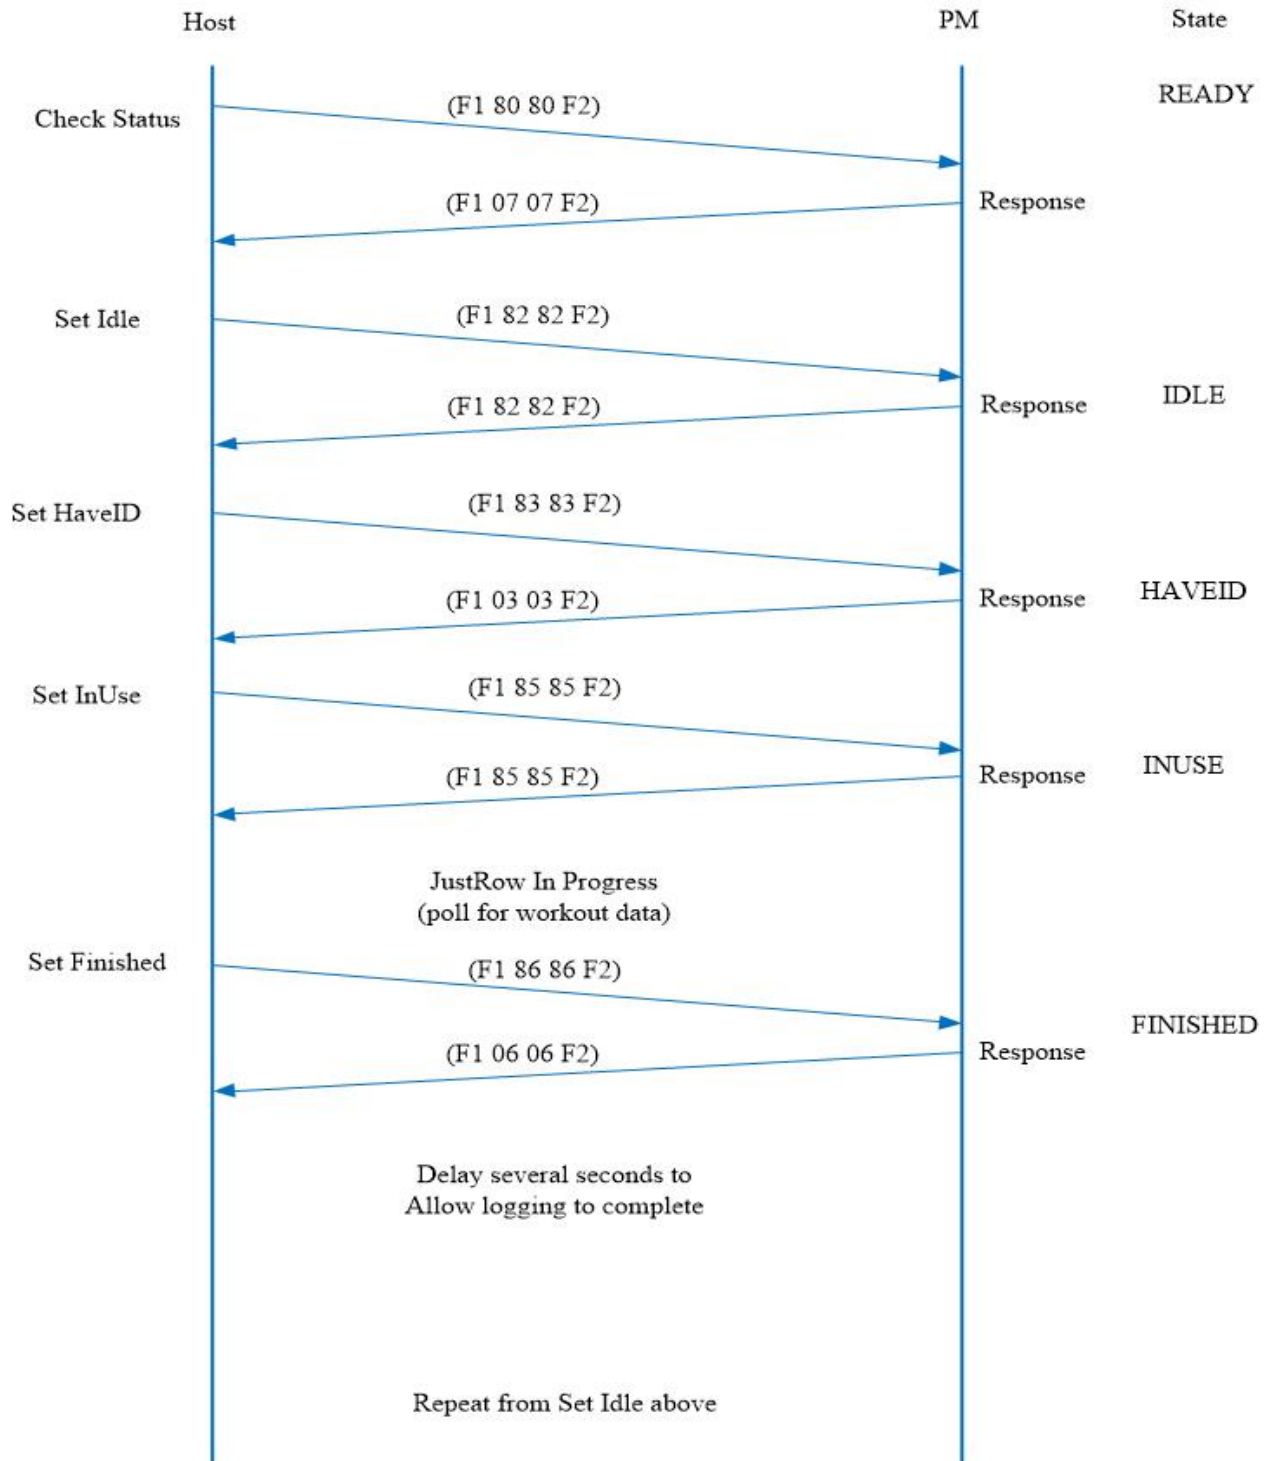 Host PM State
READY
(F1 80 80 F2)
Check Status
(F1 07 07 F2) Response
Set Idle (F1 82 82 F2)
IDLE
(F1 82 82 F2) Response
Set HaveID (F1 83 83 F2)
HAVEID
(F1 03 03 F2) Response
Set InUse (F1 85 85 F2)
INUSE
(F1 85 85 F2) Response
JustRow In Progress
(poll for workout data)
Set Finished (F1 86 86 F2)
FINISHED
(F1 06 06 F2) Response
Delay several seconds to
Allow logging to complete
Repeat from Set Idle above